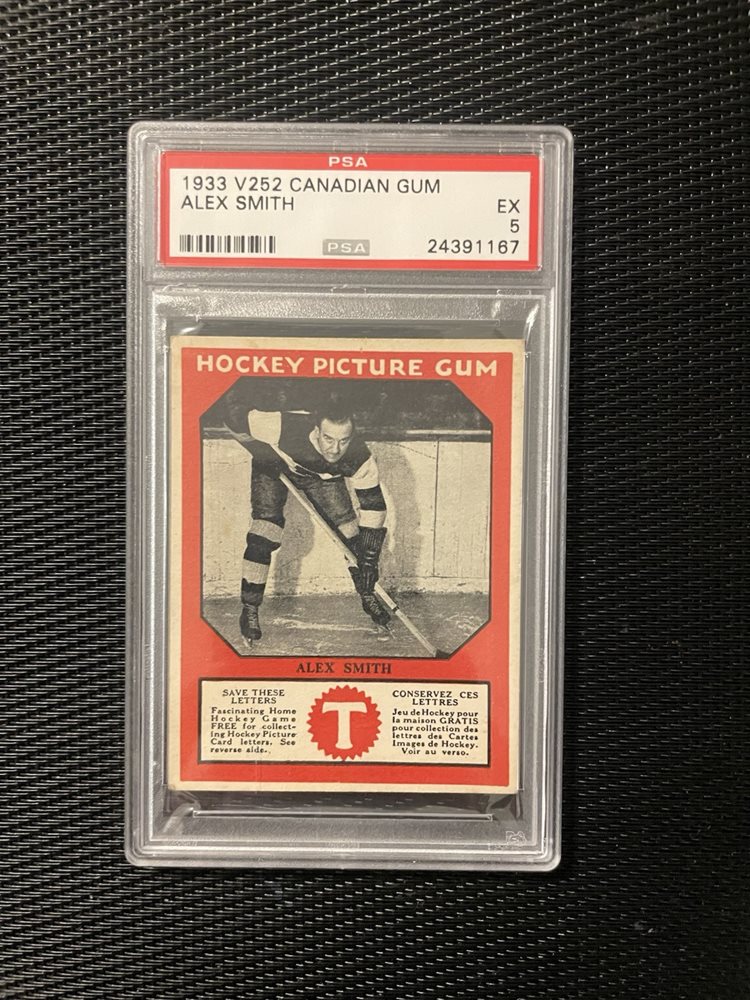 PSA
1933 V252 CANADIAN GUM
ALEX SMITH
EX
5
PSA
24391167
HOCKEY PICTURE GUM
ALEX SMITH
SAVE THESE
LETTERS
Fascinating Home
Hockey Game
FREE for collect-
ing Hockey Picture
Card letters. See
reverse side.
T
CONSERVEZ CES
LETTRES
Jeu de Hockey pour
la maison GRATIS
pour collection des
lettres des Cartes
Images de Hockey.
Voir au verso.